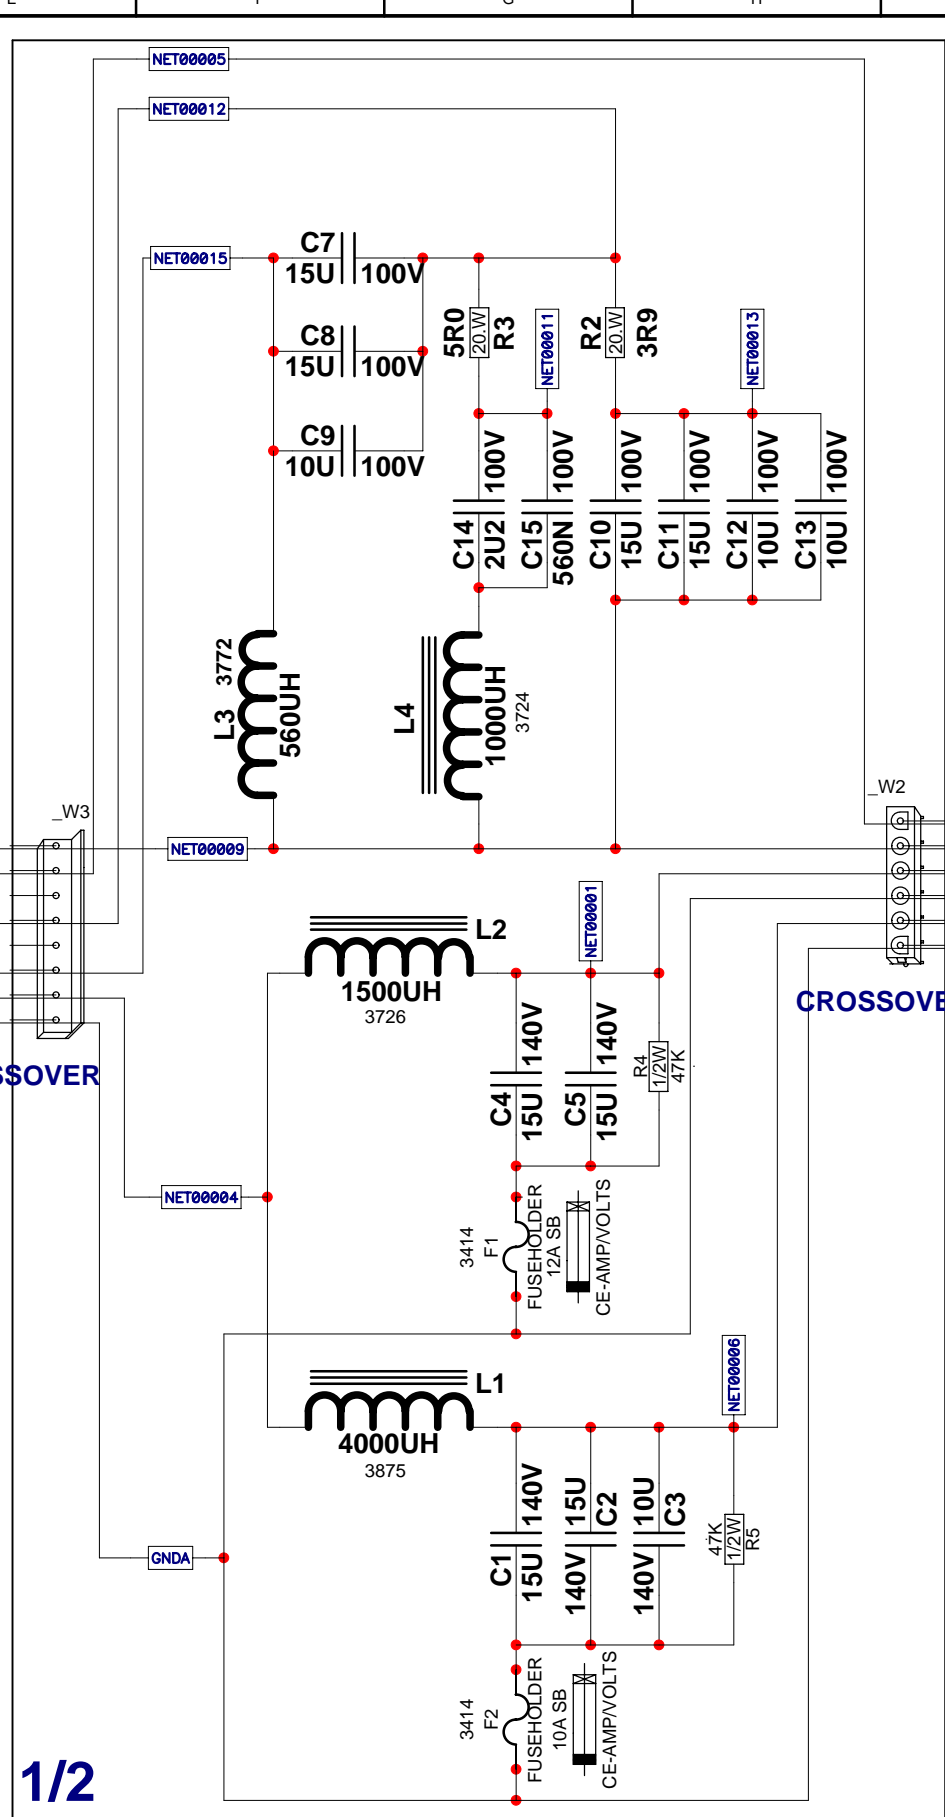 NET00005
NET00012
NET00015
C7
15U
100V
C8
15U
100V
C9
10U
100V
5R0
20.W
R3
NET00011
R2
20.W
3R9
NET00013
C14
2U2
100V
C15
560N
100V
C10
15U
100V
C11
15U
100V
C12
10U
100V
C13
10U
100V
3772
L3
560UH
L4
1000UH
3724
_W3
_W2
NET00009
L2
1500UH
3726
NET00001
CROSSOVE
SSOVER
C4
15U
140V
C5
15U
140V
R4
1/2W
47K
NET00004
3414
F1
FUSEHOLDER
12A SB
CE-AMP/VOLTS
L1
4000UH
3875
NET00006
C1
15U
140V
140V
15U
C2
140V
10U
C3
47K
1/2W
R5
GNDA
3414
F2
FUSEHOLDER
10A SB
CE-AMP/VOLTS
1/2